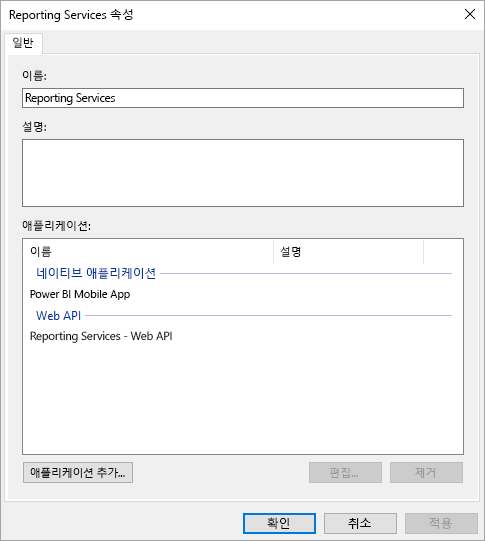 Reporting Services 속성
일반
이름:
Reporting Services
설명:
애플리케이션:
이름 설명
네이티브 애플리케이션
Power BI Mobile App
Web API
Reporting Services - Web API
애플리케이션 추가... 편집... 제거
확인 취소 적용